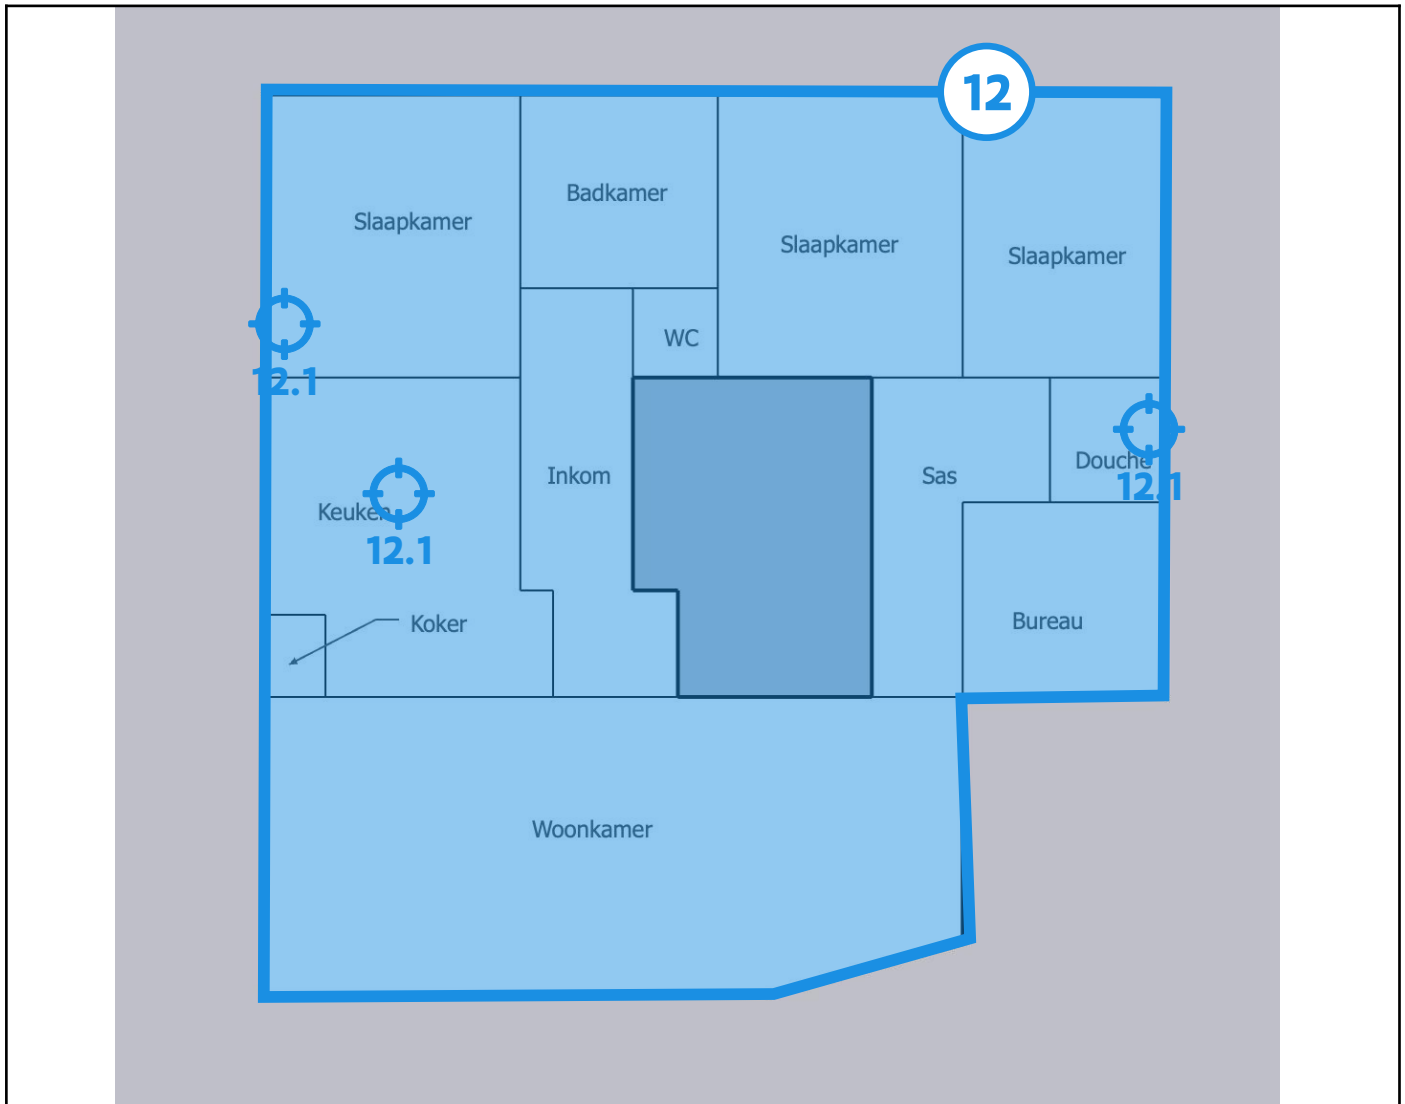 12
Badkamer
Slaapkamer
Slaapkamer
Slaapkamer
WC
12.1
Inkom
Sas
Douche
12.1
Keuken
12.1
Koker
Bureau
Woonkamer